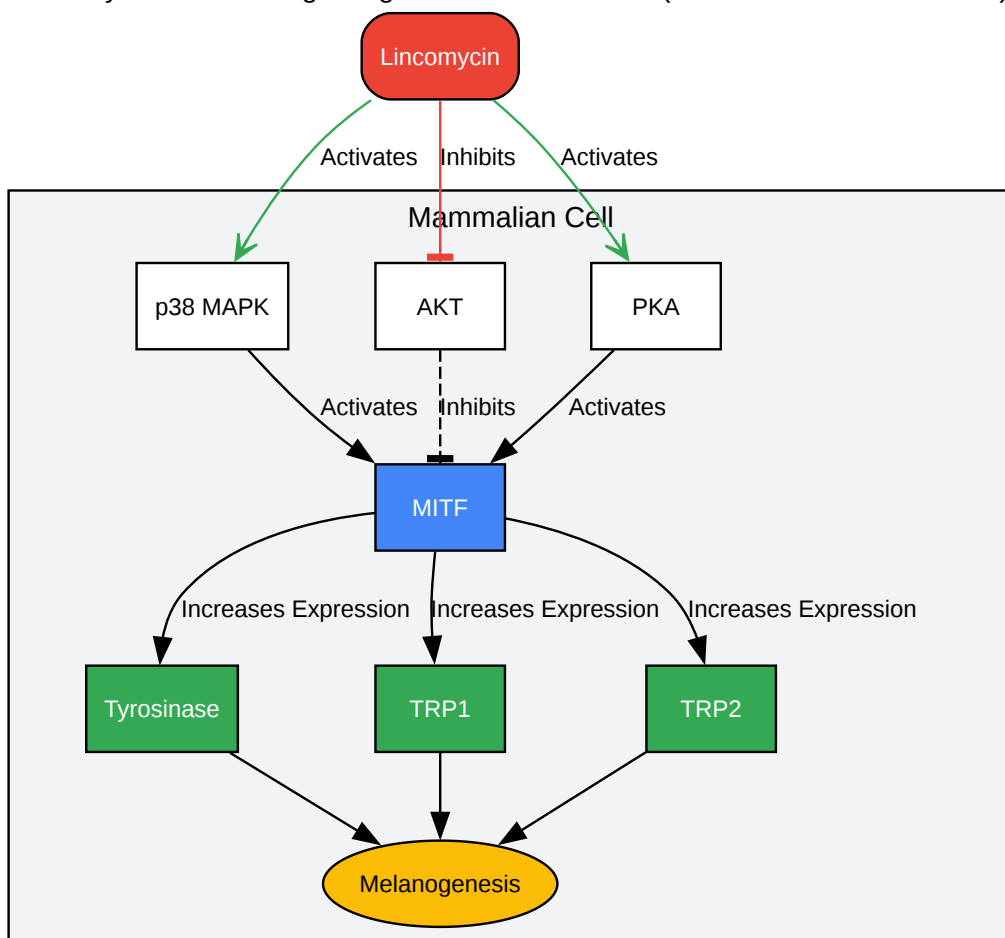 Lincomycin
Activates Inhibits Activates
Mammalian Cell
p38 MAPK AKT PKA
Activates Inhibits Activates
MITF
Increases Expression Increases Expression Increases Expression
Tyrosinase TRP1 TRP2
Melanogenesis